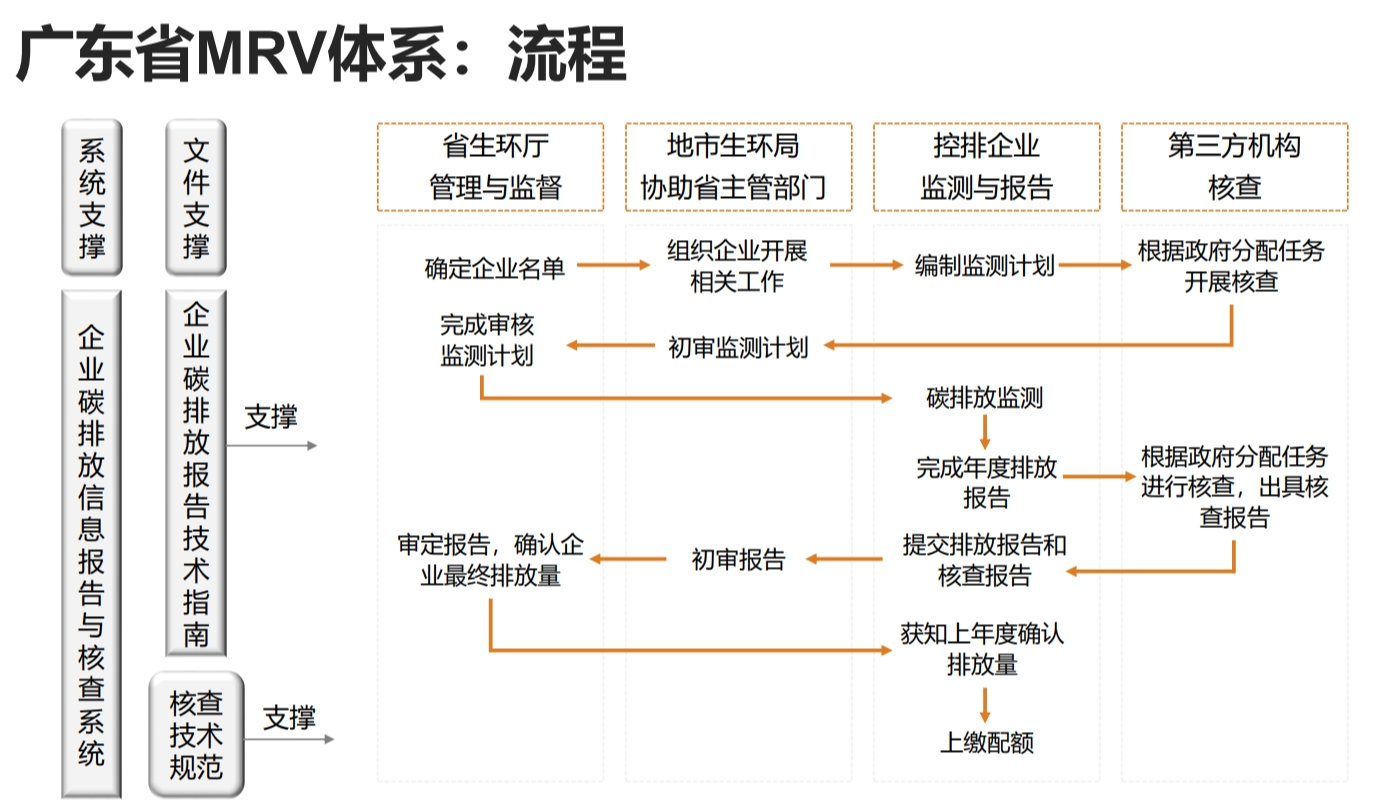 广东省MRV体系：流程
系统支撑
文件支撑
企业碳排放信息报告与核查系统
企业碳排放报告技术指南
支撑
核查
技术
规范
支撑
省生环厅
管理与监督
地市生环局
协助省主管部门
控排企业
监测与报告
第三方机构
核查
确定企业名单
组织企业开展
相关工作
编制监测计划
根据政府分配任务
开展核查
完成审核
监测计划
初审监测计划
碳排放监测
完成年度排放
报告
根据政府分配任务
进行核查，出具核
查报告
审定报告，确认企
业最终排放量
初审报告
提交排放报告和
核查报告
获知上年度确认
排放量
上缴配额